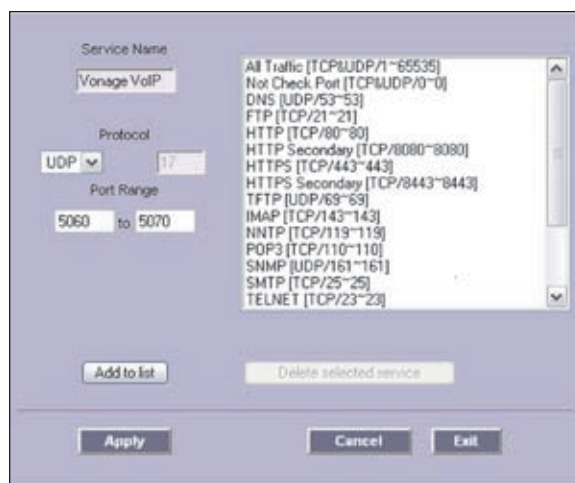 Service Name
Vonage VoIP
Protocol
UDP 17
Port Range
5060 to 5070
All Traffic [TCP&UDP/1~65535]
Not Check Port [TCP&UDP/0~0]
DNS [UDP/53~53]
FTP [TCP/21~21]
HTTP [TCP/80~80]
HTTP Secondary [TCP/8080~8080]
HTTPS [TCP/443~443]
HTTPS Secondary [TCP/8443~8443]
TFTP [UDP/69~69]
IMAP [TCP/143~143]
NNTP [TCP/119~119]
POP3 [TCP/110~110]
SNMP [UDP/161~161]
SMTP [TCP/25~25]
TELNET [TCP/23~23]
Add to list
Delete selected service
Apply
Cancel
Exit